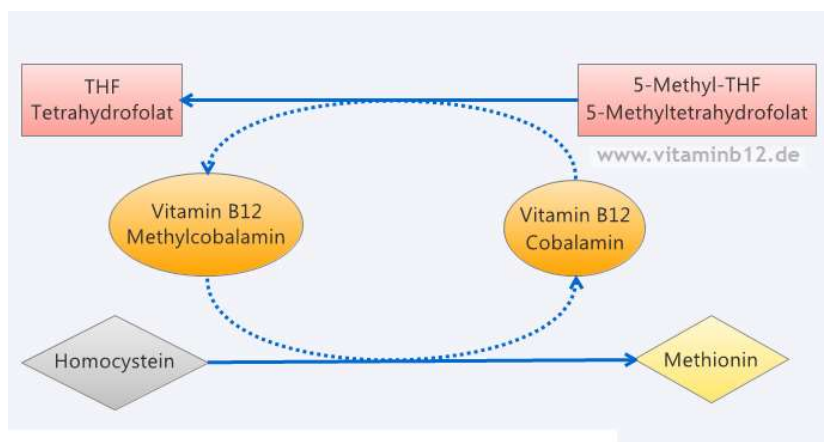 THF
Tetrahydrofolat
5-Methyl-THF
5-Methyltetrahydrofolat
www.vitaminb12.de
Vitamin B12
Methylcobalamin
Vitamin B12
Cobalamin
Homocystein
Methionin